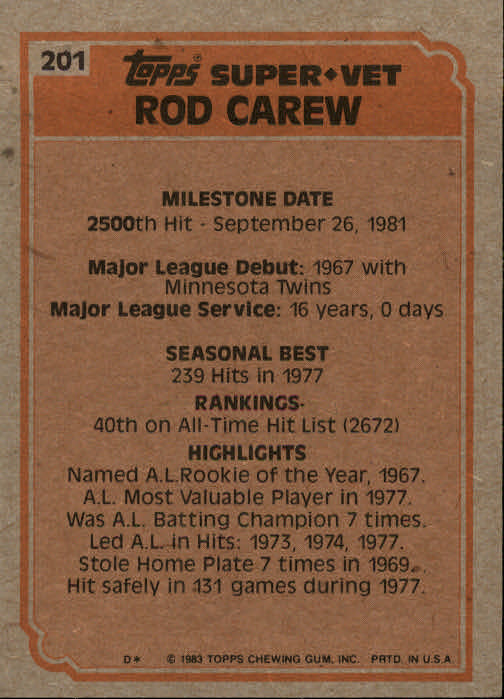 201
Topps SUPER♦VET
ROD CAREW
MILESTONE DATE
2500th Hit - September 26, 1981
Major League Debut: 1967 with
Minnesota Twins
Major League Service: 16 years, 0 days
SEASONAL BEST
239 Hits in 1977
RANKINGS-
40th on All-Time Hit List (2672)
HIGHLIGHTS
Named A.L.Rookie of the Year, 1967.
A.L. Most Valuable Player in 1977.
Was A.L. Batting Champion 7 times.
Led A.L. in Hits: 1973, 1974, 1977.
Stole Home Plate 7 times in 1969.
Hit safely in 131 games during 1977.
D* © 1983 TOPPS CHEWING GUM, INC. PRTD. IN U.S.A.